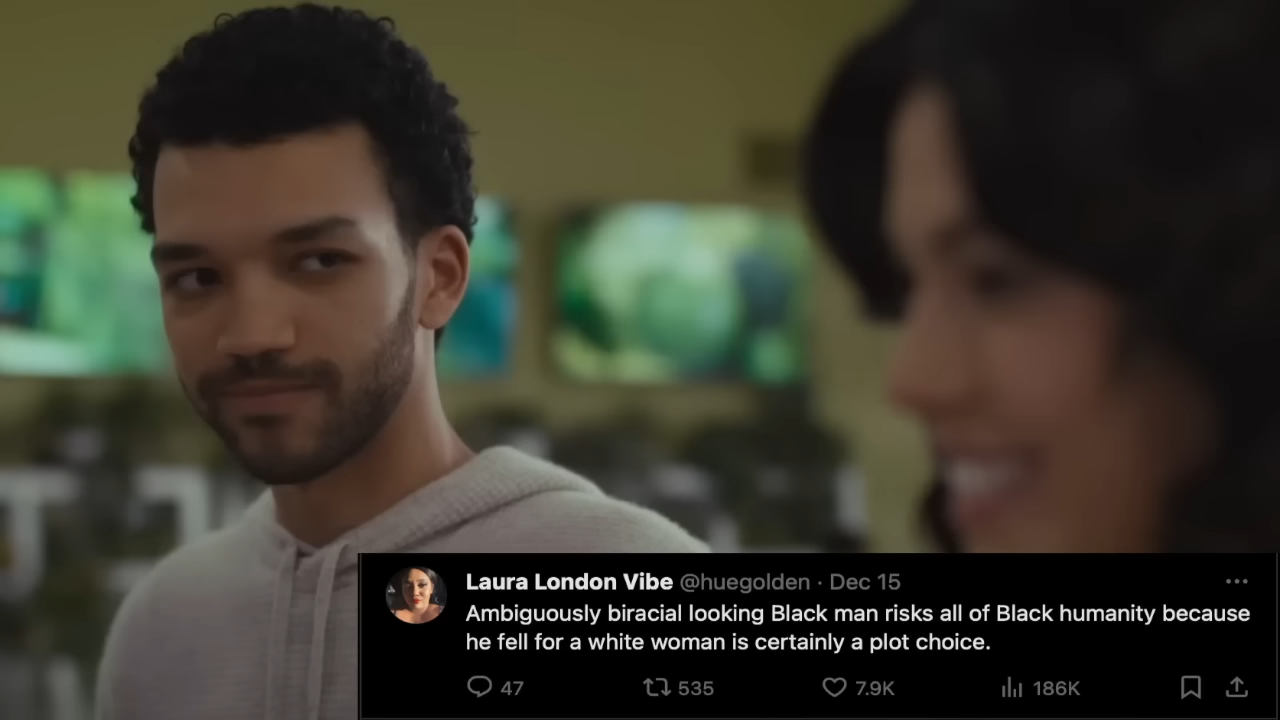 Laura London Vibe @huegolden · Dec 15
Ambiguously biracial looking Black man risks all of Black humanity because
he fell for a white woman is certainly a plot choice.
47 535 7.9K 186K